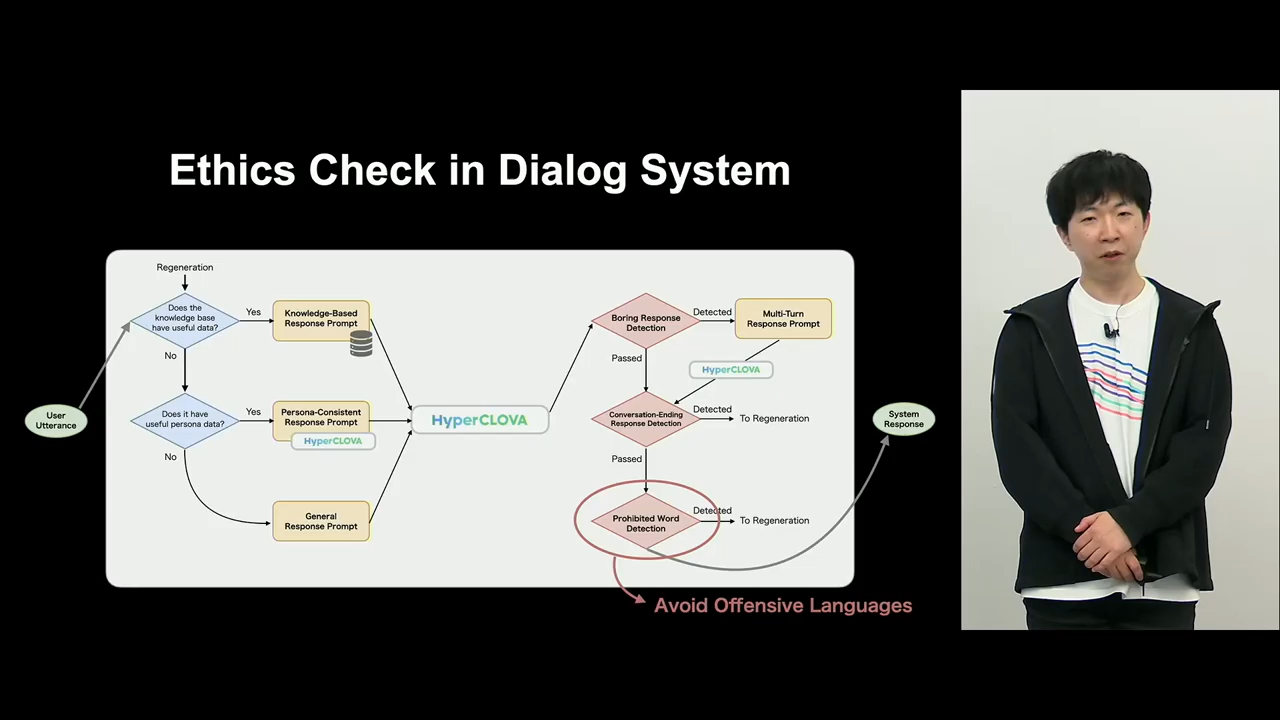 Ethics Check in Dialog System
Regeneration
Does the
knowledge base
have useful data?
Yes
Knowledge-Based
Response Prompt
No
User
Utterance
Does it have
useful persona data?
Yes
Persona-Consistent
Response Prompt
HyperCLOVA
No
General
Response Prompt
HyperCLOVA
Boring Response
Detection
Detected
Multi-Turn
Response Prompt
Passed
HyperCLOVA
Conversation-Ending
Response Detection
Detected
To Regeneration
Passed
Prohibited Word
Detection
Detected
To Regeneration
System
Response
Avoid Offensive Languages